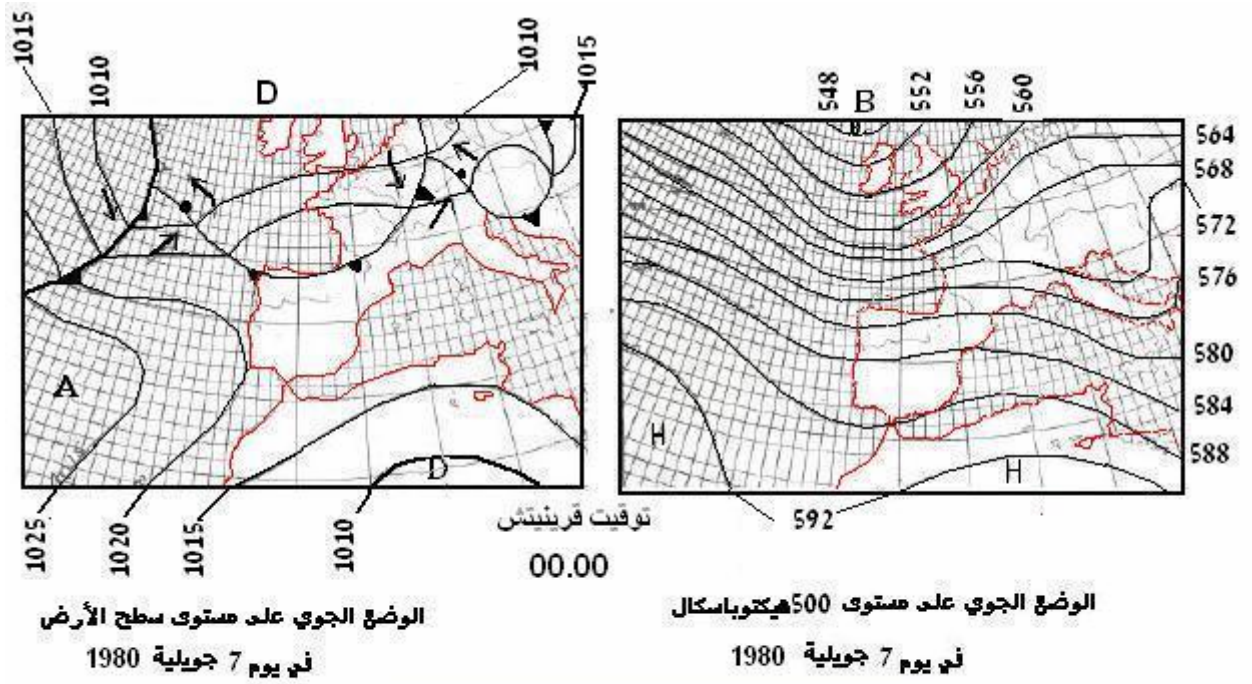 1015
1010
D
1010
1015
548
B
552
556
560
564
568
572
576
580
584
588
592
A
D
H
H
1025
1020
1015
1010
توقيت قرينيتش
00.00
الوضع الجوي على مستوى سطح الأرض
في يوم 7 جويلية 1980
الوضع الجوي على مستوى 500هيكتوباسكال
في يوم 7 جويلية 1980